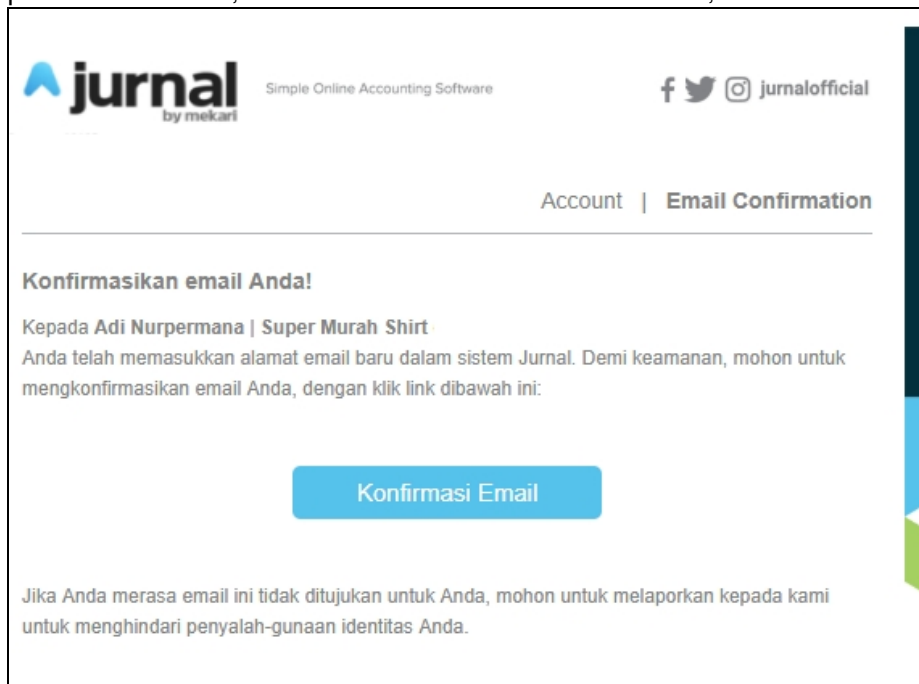 jurnal
by mekari
Simple Online Accounting Software
jurnalofficial
Account | Email Confirmation
Konfirmasikan email Anda!
Kepada Adi Nurpermana | Super Murah Shirt
Anda telah memasukkan alamat email baru dalam sistem Jurnal. Demi keamanan, mohon untuk
mengkonfirmasikan email Anda, dengan klik link dibawah ini:
Konfirmasi Email
Jika Anda merasa email ini tidak ditujukan untuk Anda, mohon untuk melaporkan kepada kami
untuk menghindari penyalah-gunaan identitas Anda.